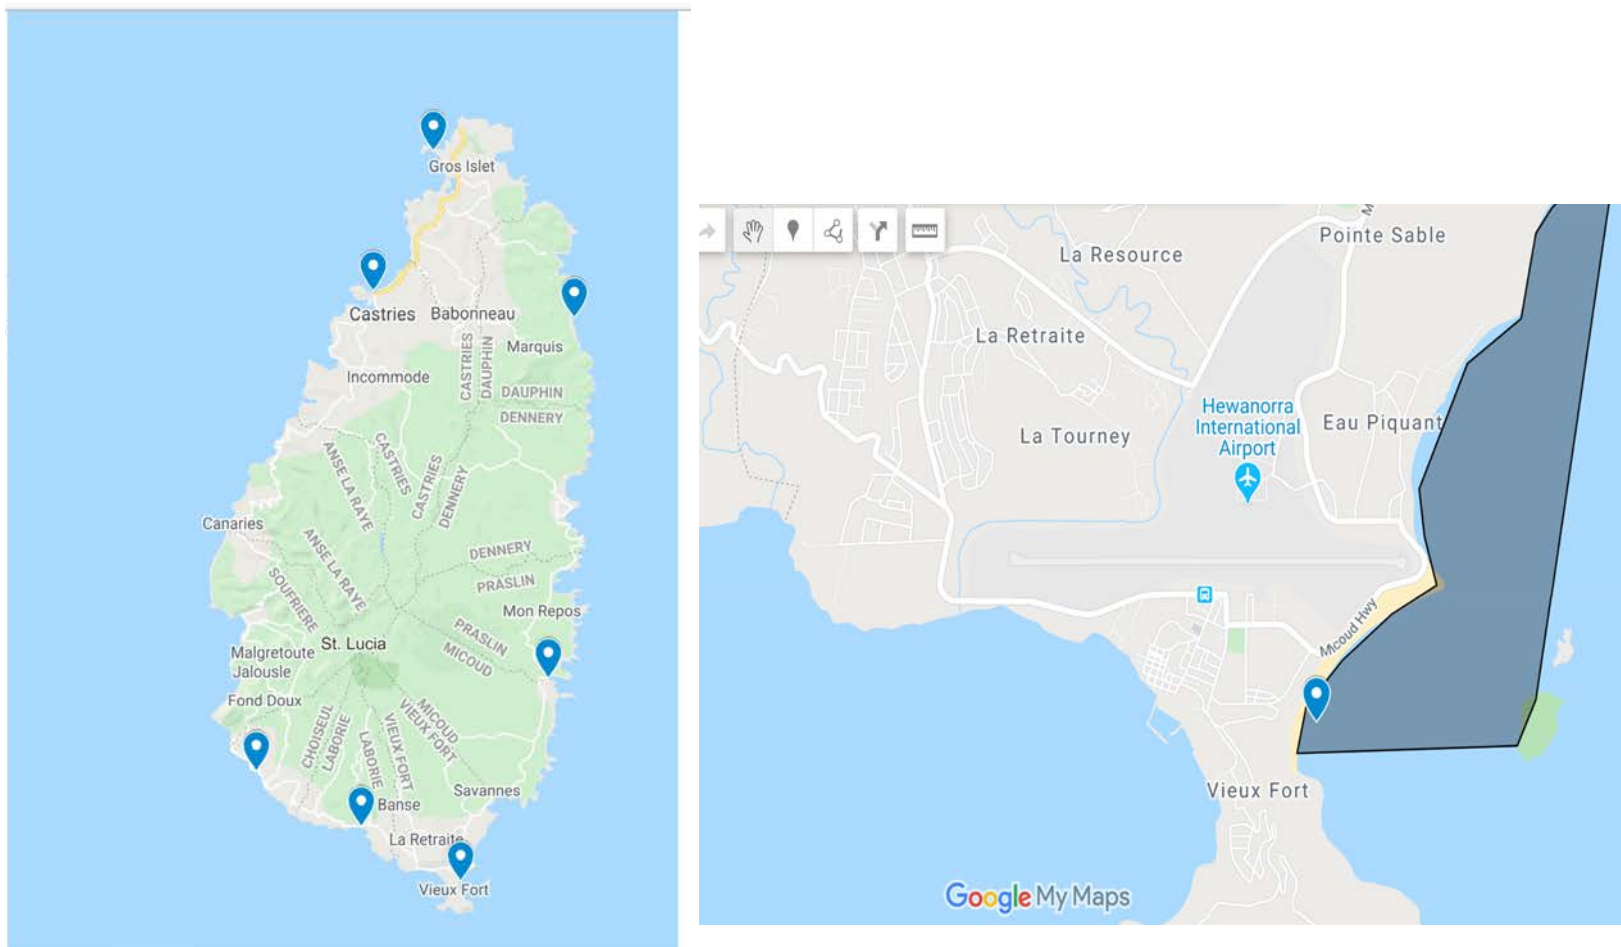 Gros Islet
Castries
Babonneau
Marquis
CASTRIES
DAUPHIN
Incommode
DAUPHIN
DENNERY
CASTRIES
ANSE LA RAYE
CASTRIES
DENNERY
Canaries
ANSE LA RAYE
SOUFRIERE
DENNERY
PRASLIN
Mon Repos
PRASLIN
MICOUD
St. Lucia
Malgretoute
Jalousie
Fond Doux
CHOISEUL
LABORIE
LABORIE
VIEUX FORT
MICOUD
VIEUX FORT
Savannes
Banse
La Retraite
Vieux Fort
Pointe Sable
La Resource
La Retraite
Hewanorra
International
Airport
Eau Piquant
La Tourney
Micoud Hwy
Vieux Fort
Google My Maps